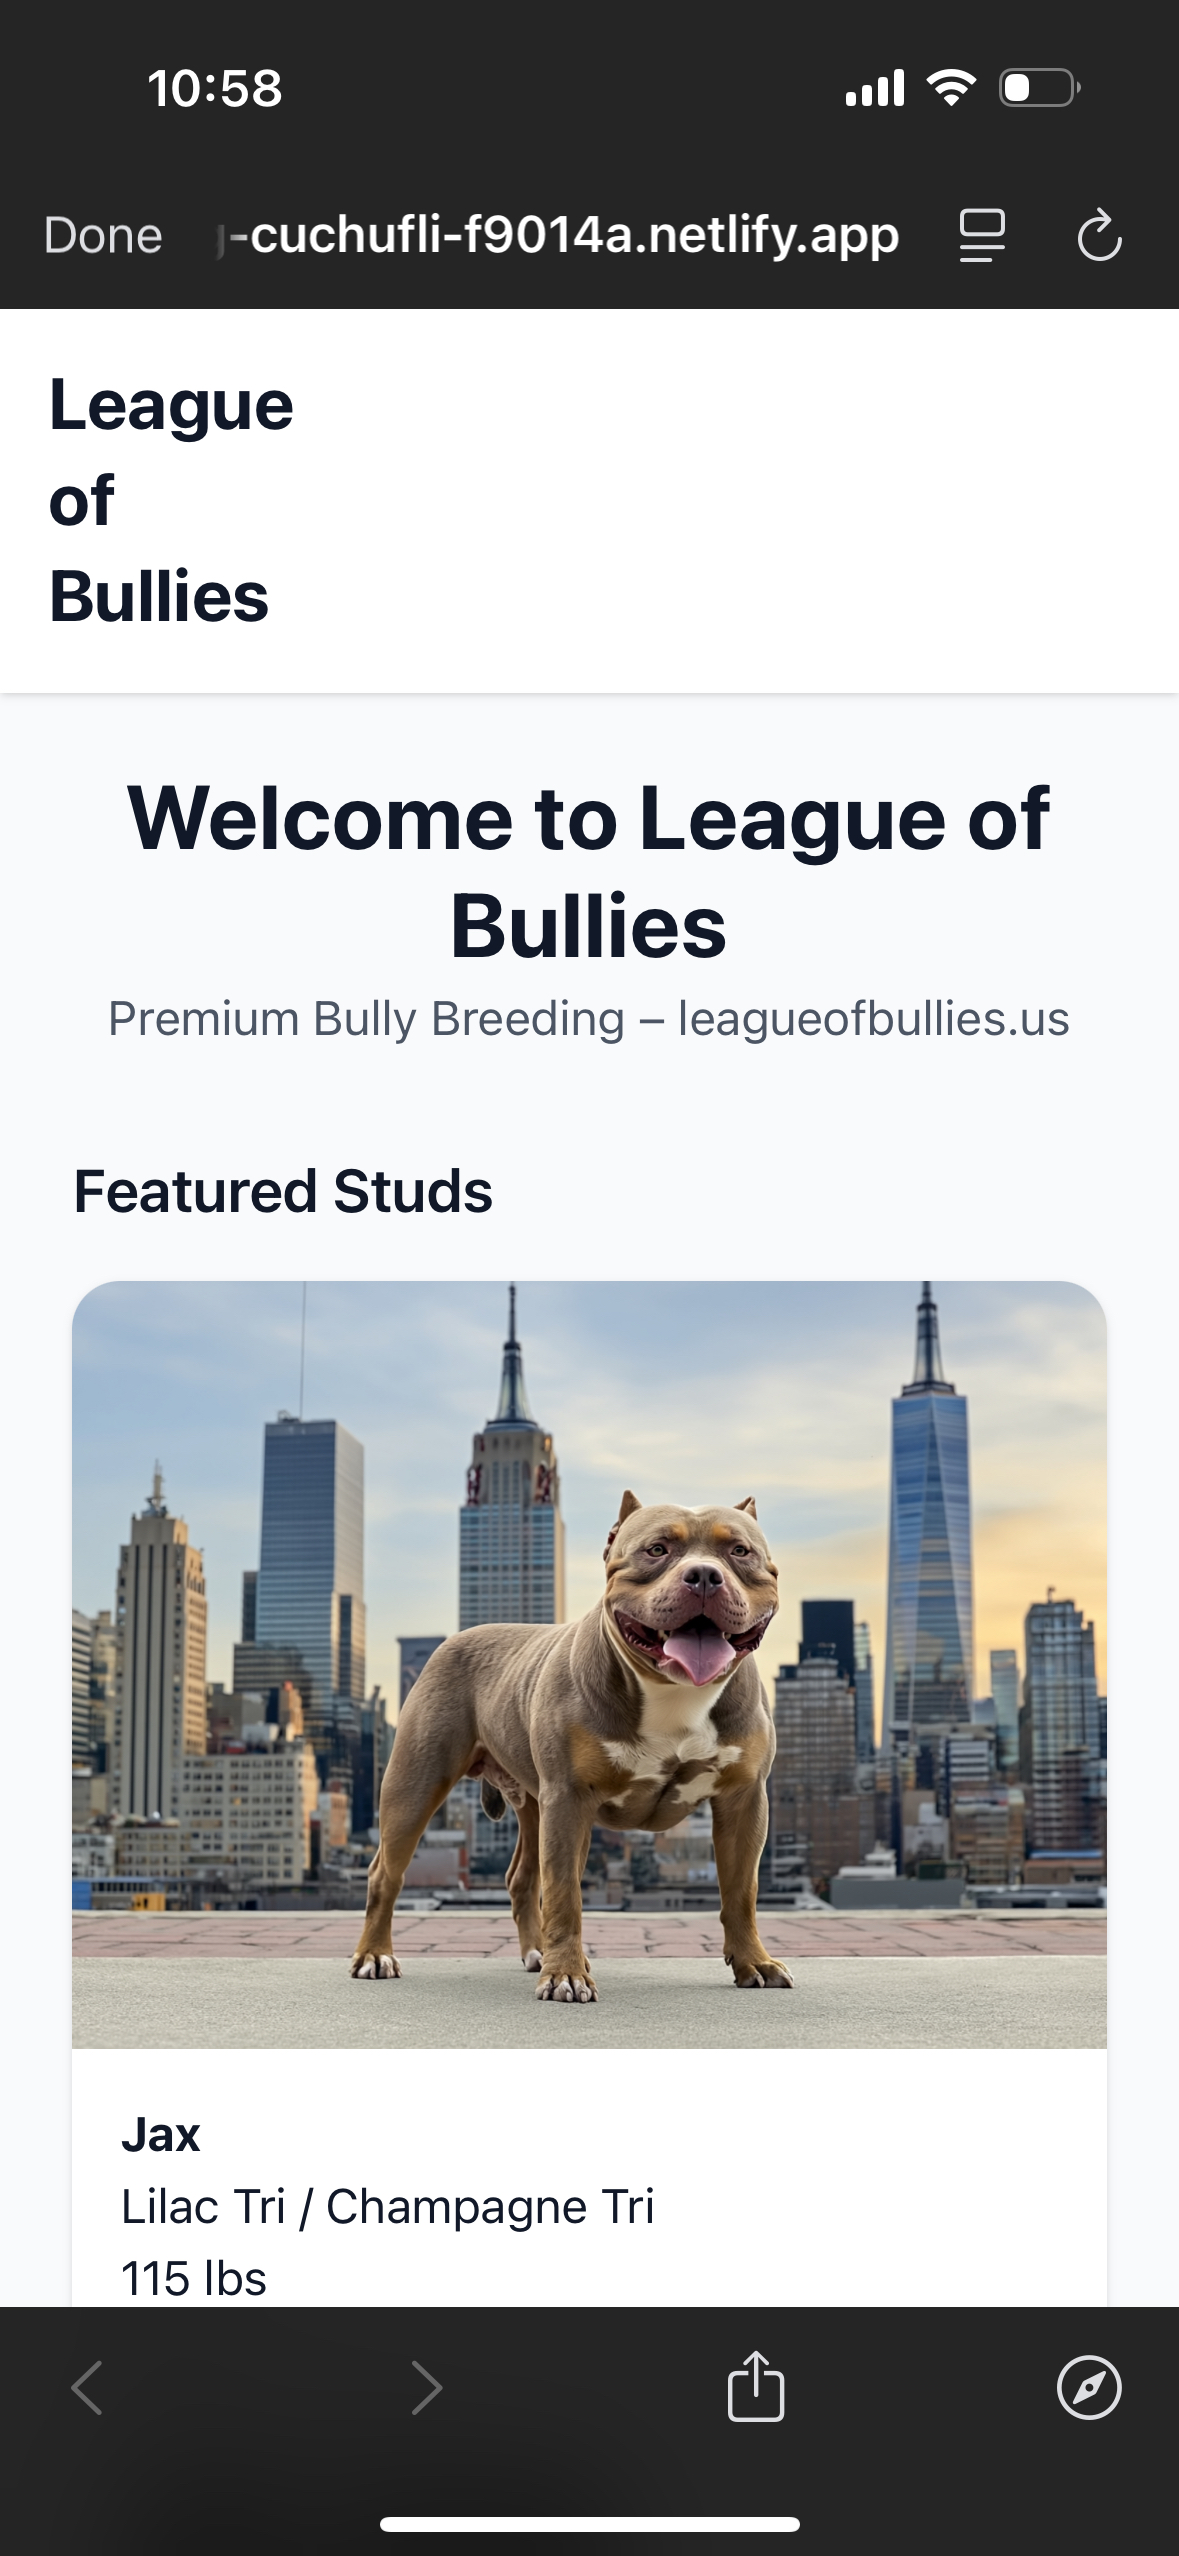 10:58
Done
-cuchufli-f9014a.netlify.app
League
of
Bullies
Welcome to League of
Bullies
Premium Bully Breeding – leagueofbullies.us
Featured Studs
Jax
Lilac Tri / Champagne Tri
115 lbs